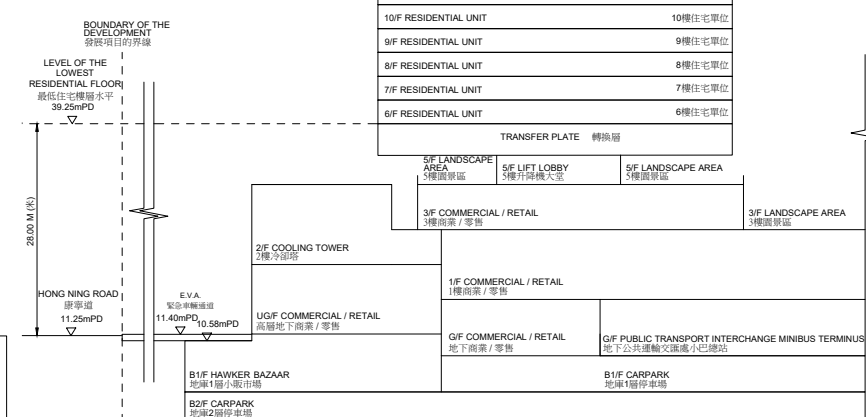 10/F RESIDENTIAL UNIT 10樓住宅單位
BOUNDARY OF THE
DEVELOPMENT
發展項目的界線
9/F RESIDENTIAL UNIT 9樓住宅單位
8/F RESIDENTIAL UNIT 8樓住宅單位
LEVEL OF THE
LOWEST
RESIDENTIAL FLOOR
最低住宅樓層水平
39.25mPD
7/F RESIDENTIAL UNIT 7樓住宅單位
6/F RESIDENTIAL UNIT 6樓住宅單位
TRANSFER PLATE 轉換層
5/F LANDSCAPE
AREA
5樓園景區
5/F LIFT LOBBY
5樓升降機大堂
5/F LANDSCAPE AREA
5樓園景區
28.00 M (米)
3/F COMMERCIAL / RETAIL
3樓商業 / 零售
3/F LANDSCAPE AREA
3樓園景區
2/F COOLING TOWER
2樓冷卻塔
1/F COMMERCIAL / RETAIL
1樓商業 / 零售
HONG NING ROAD
康寧道
11.25mPD
E.V.A.
緊急車輛通道
11.40mPD
10.58mPD
UG/F COMMERCIAL / RETAIL
高層地下商業 / 零售
G/F COMMERCIAL / RETAIL
地下商業 / 零售
G/F PUBLIC TRANSPORT INTERCHANGE MINIBUS TERMINUS
地下公共運輸交匯處小巴總站
B1/F HAWKER BAZAAR
地庫1層小販市場
B1/F CARPARK
地庫1層停車場
B2/F CARPARK
地庫2層停車場